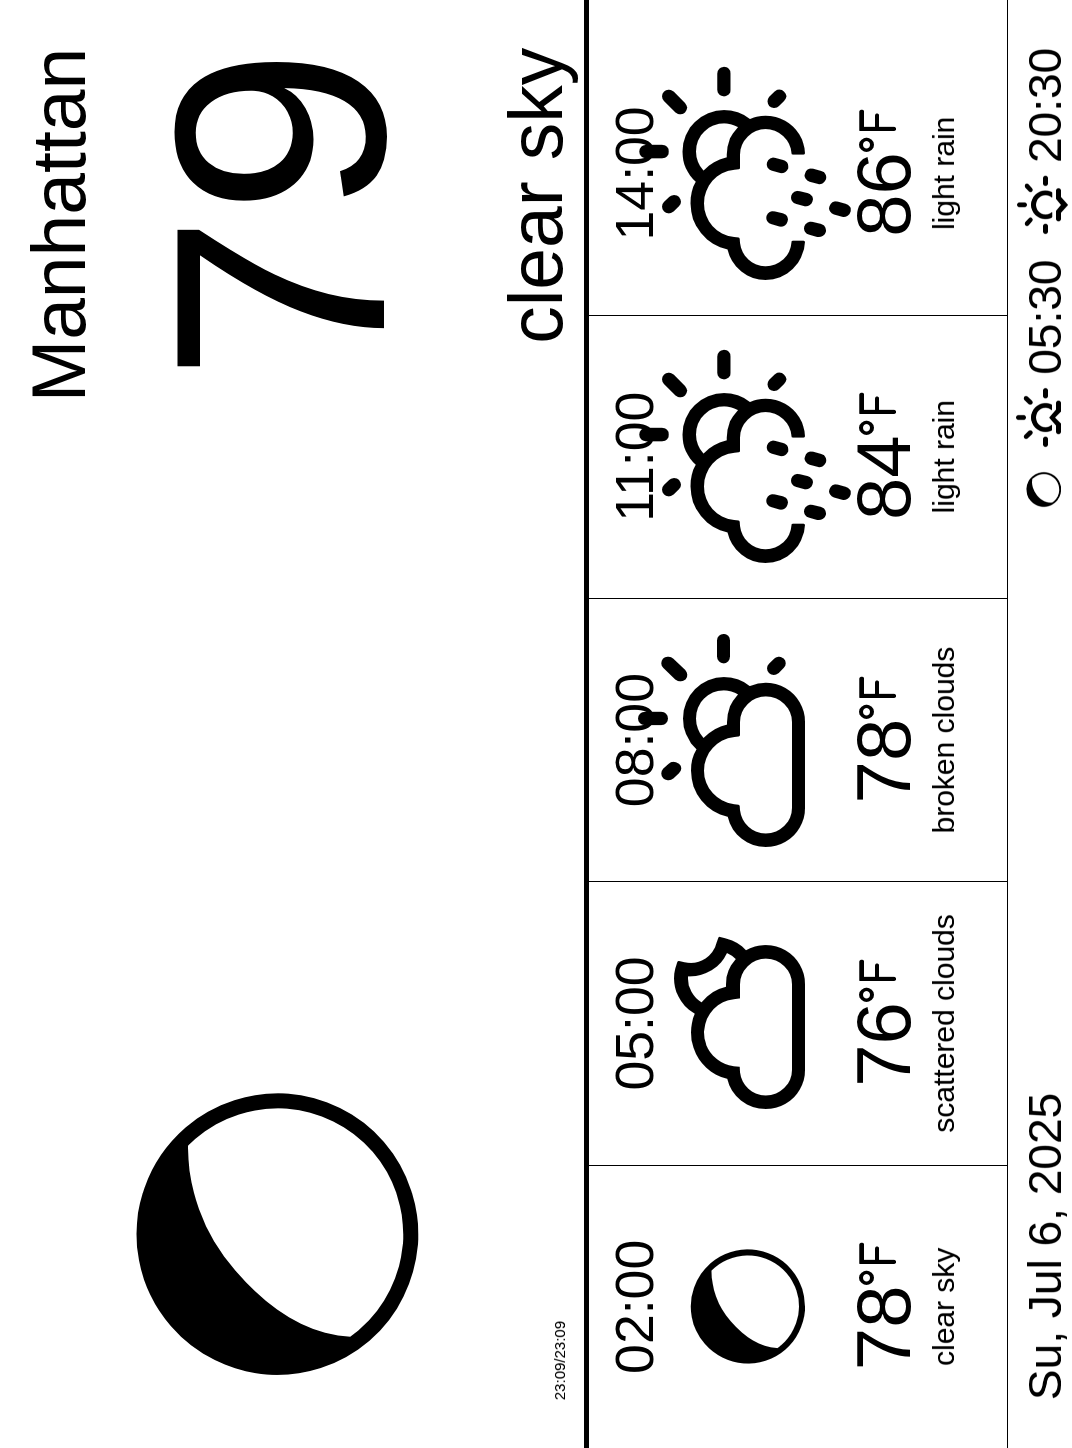 Manhattan
79
clear sky
23:09/23:09
02:00
78°F
clear sky
05:00
76°F
scattered clouds
08:00
78°F
broken clouds
11:00
84°F
light rain
14:00
86°F
light rain
Su, Jul 6, 2025
05:30
20:30